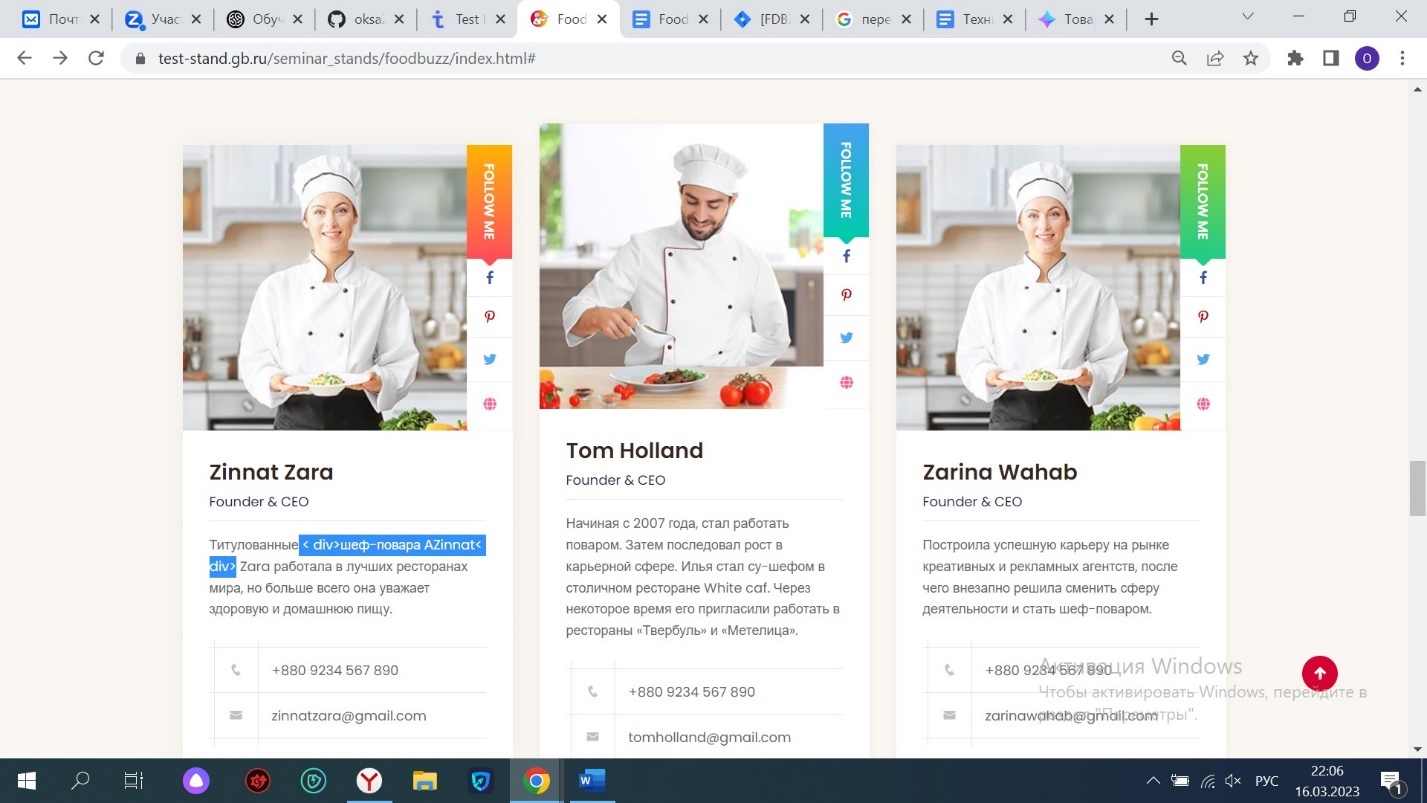 Почт
Учас
Обуч
oksa2
Test
Food
Food
[FDB-
пере
Техн
Това
test-stand.gb.ru/seminar_stands/foodbuzz/index.html#
О
FOLLOW ME
Zinnat Zara
Founder & CEO
Титулованные < div>шеф-повара AZinnat<
div> Zara работала в лучших ресторанах
мира, но больше всего она уважает
здоровую и домашнюю пищу.
+880 9234 567 890
zinnatzara@gmail.com
FOLLOW ME
Tom Holland
Founder & CEO
Начиная с 2007 года, стал работать
поваром. Затем последовал рост в
карьерной сфере. Илья стал су-шефом в
столичном ресторане White caf. Через
некоторое время его пригласили работать в
рестораны «Твербуль» и «Метелица».
+880 9234 567 890
tomholland@gmail.com
FOLLOW ME
Zarina Wahab
Founder & CEO
Построила успешную карьеру на рынке
креативных и рекламных агентств, после
чего внезапно решила сменить сферу
деятельности и стать шеф-поваром.
+880 9234 567 890
zarinawahab@gmail.com
Активация Windows
Чтобы активировать Windows, перейдите в
раздел "Параметры".
РУС
22:06
16.03.2023
1